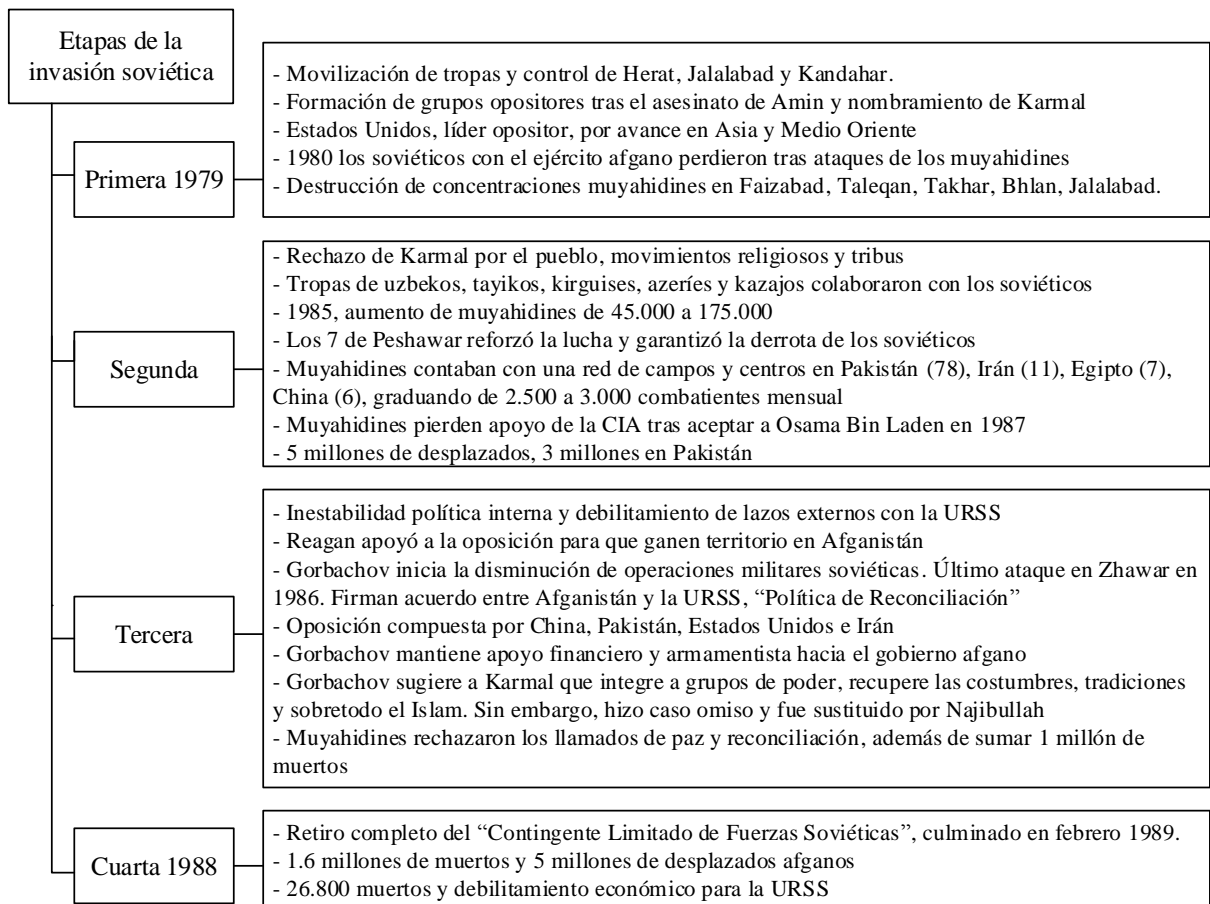 Etapas de la
invasión soviética
Primera 1979
- Movilización de tropas y control de Herat, Jalalabad y Kandahar.
- Formación de grupos opositores tras el asesinato de Amin y nombramiento de Karmal
- Estados Unidos, líder opositor, por avance en Asia y Medio Oriente
- 1980 los soviéticos con el ejército afgano perdieron tras ataques de los muyahidines
- Destrucción de concentraciones muyahidines en Faizabad, Taleqan, Takhar, Bhlan, Jalalabad.
Segunda
- Rechazo de Karmal por el pueblo, movimientos religiosos y tribus
- Tropas de uzbekos, tayikos, kirguises, azeríes y kazajos colaboraron con los soviéticos
- 1985, aumento de muyahidines de 45.000 a 175.000
- Los 7 de Peshawar reforzó la lucha y garantizó la derrota de los soviéticos
- Muyahidines contaban con una red de campos y centros en Pakistán (78), Irán (11), Egipto (7),
China (6), graduando de 2.500 a 3.000 combatientes mensual
- Muyahidines pierden apoyo de la CIA tras aceptar a Osama Bin Laden en 1987
- 5 millones de desplazados, 3 millones en Pakistán
Tercera
- Inestabilidad política interna y debilitamiento de lazos externos con la URSS
- Reagan apoyó a la oposición para que ganen territorio en Afganistán
- Gorbachov inicia la disminución de operaciones militares soviéticas. Último ataque en Zhawar en
1986. Firman acuerdo entre Afganistán y la URSS, “Política de Reconciliación”
- Oposición compuesta por China, Pakistán, Estados Unidos e Irán
- Gorbachov mantiene apoyo financiero y armamentista hacia el gobierno afgano
- Gorbachov sugiere a Karmal que integre a grupos de poder, recupere las costumbres, tradiciones
y sobretodo el Islam. Sin embargo, hizo caso omiso y fue sustituido por Najibullah
- Muyahidines rechazaron los llamados de paz y reconciliación, además de sumar 1 millón de
muertos
Cuarta 1988
- Retiro completo del “Contingente Limitado de Fuerzas Soviéticas”, culminado en febrero 1989.
- 1.6 millones de muertos y 5 millones de desplazados afganos
- 26.800 muertos y debilitamiento económico para la URSS